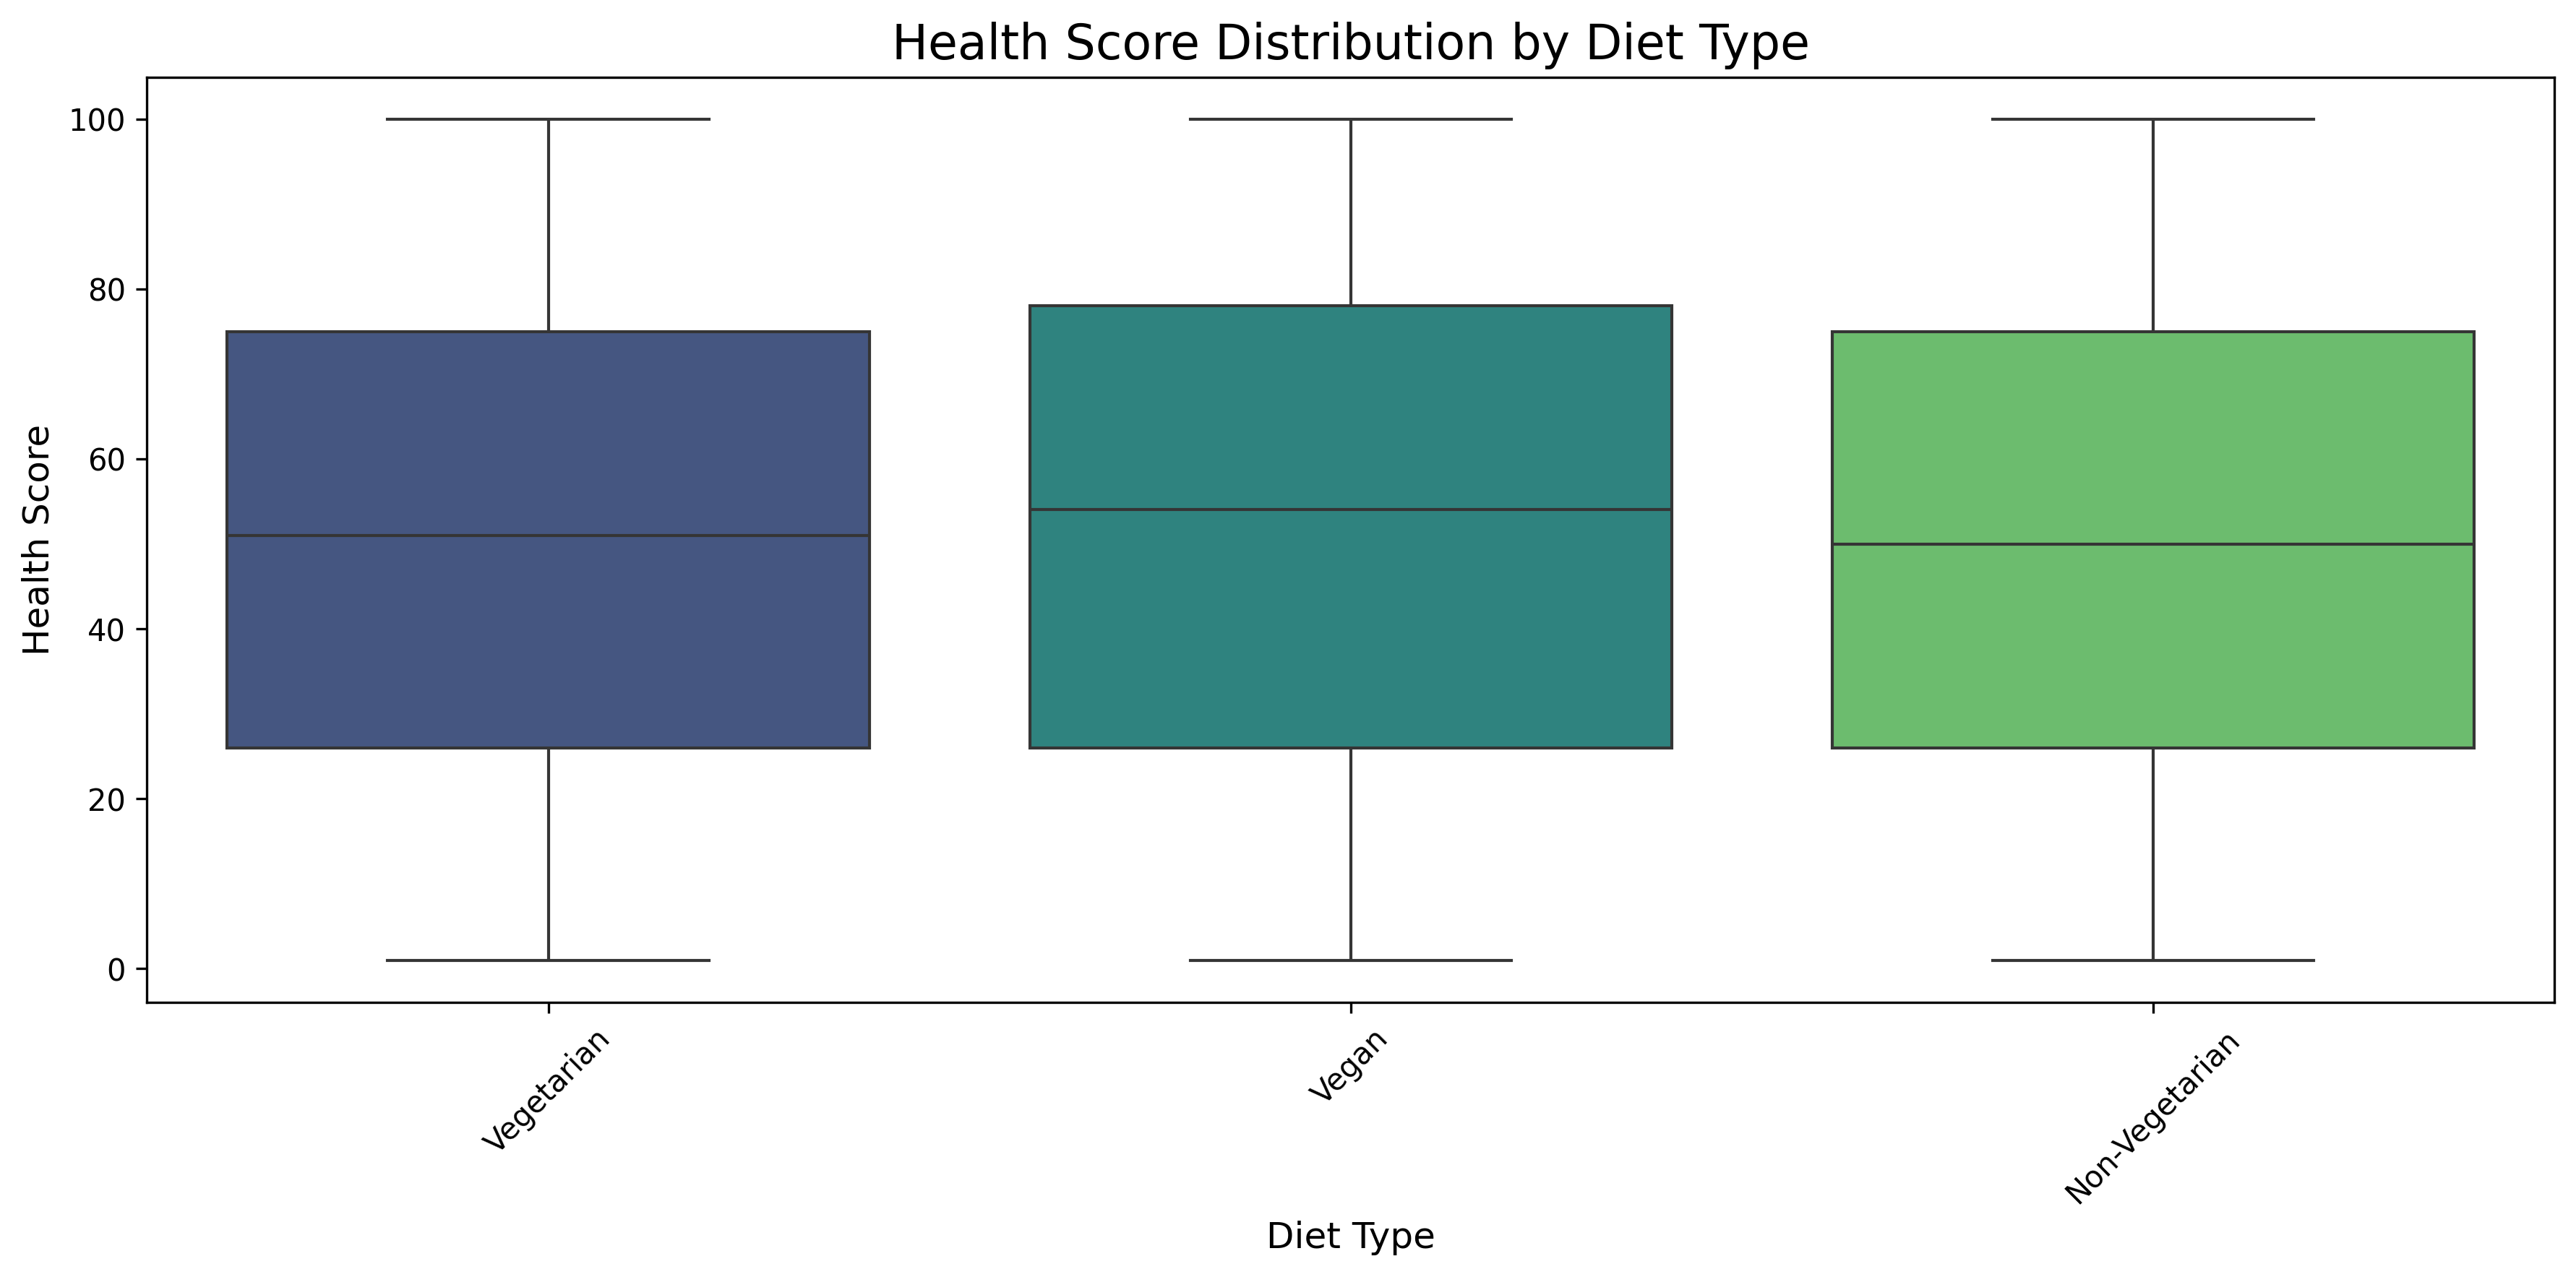 Health Score Distribution by Diet Type
Health Score
100
80
60
40
20
0
Vegetarian
Vegan
Non-Vegetarian
Diet Type